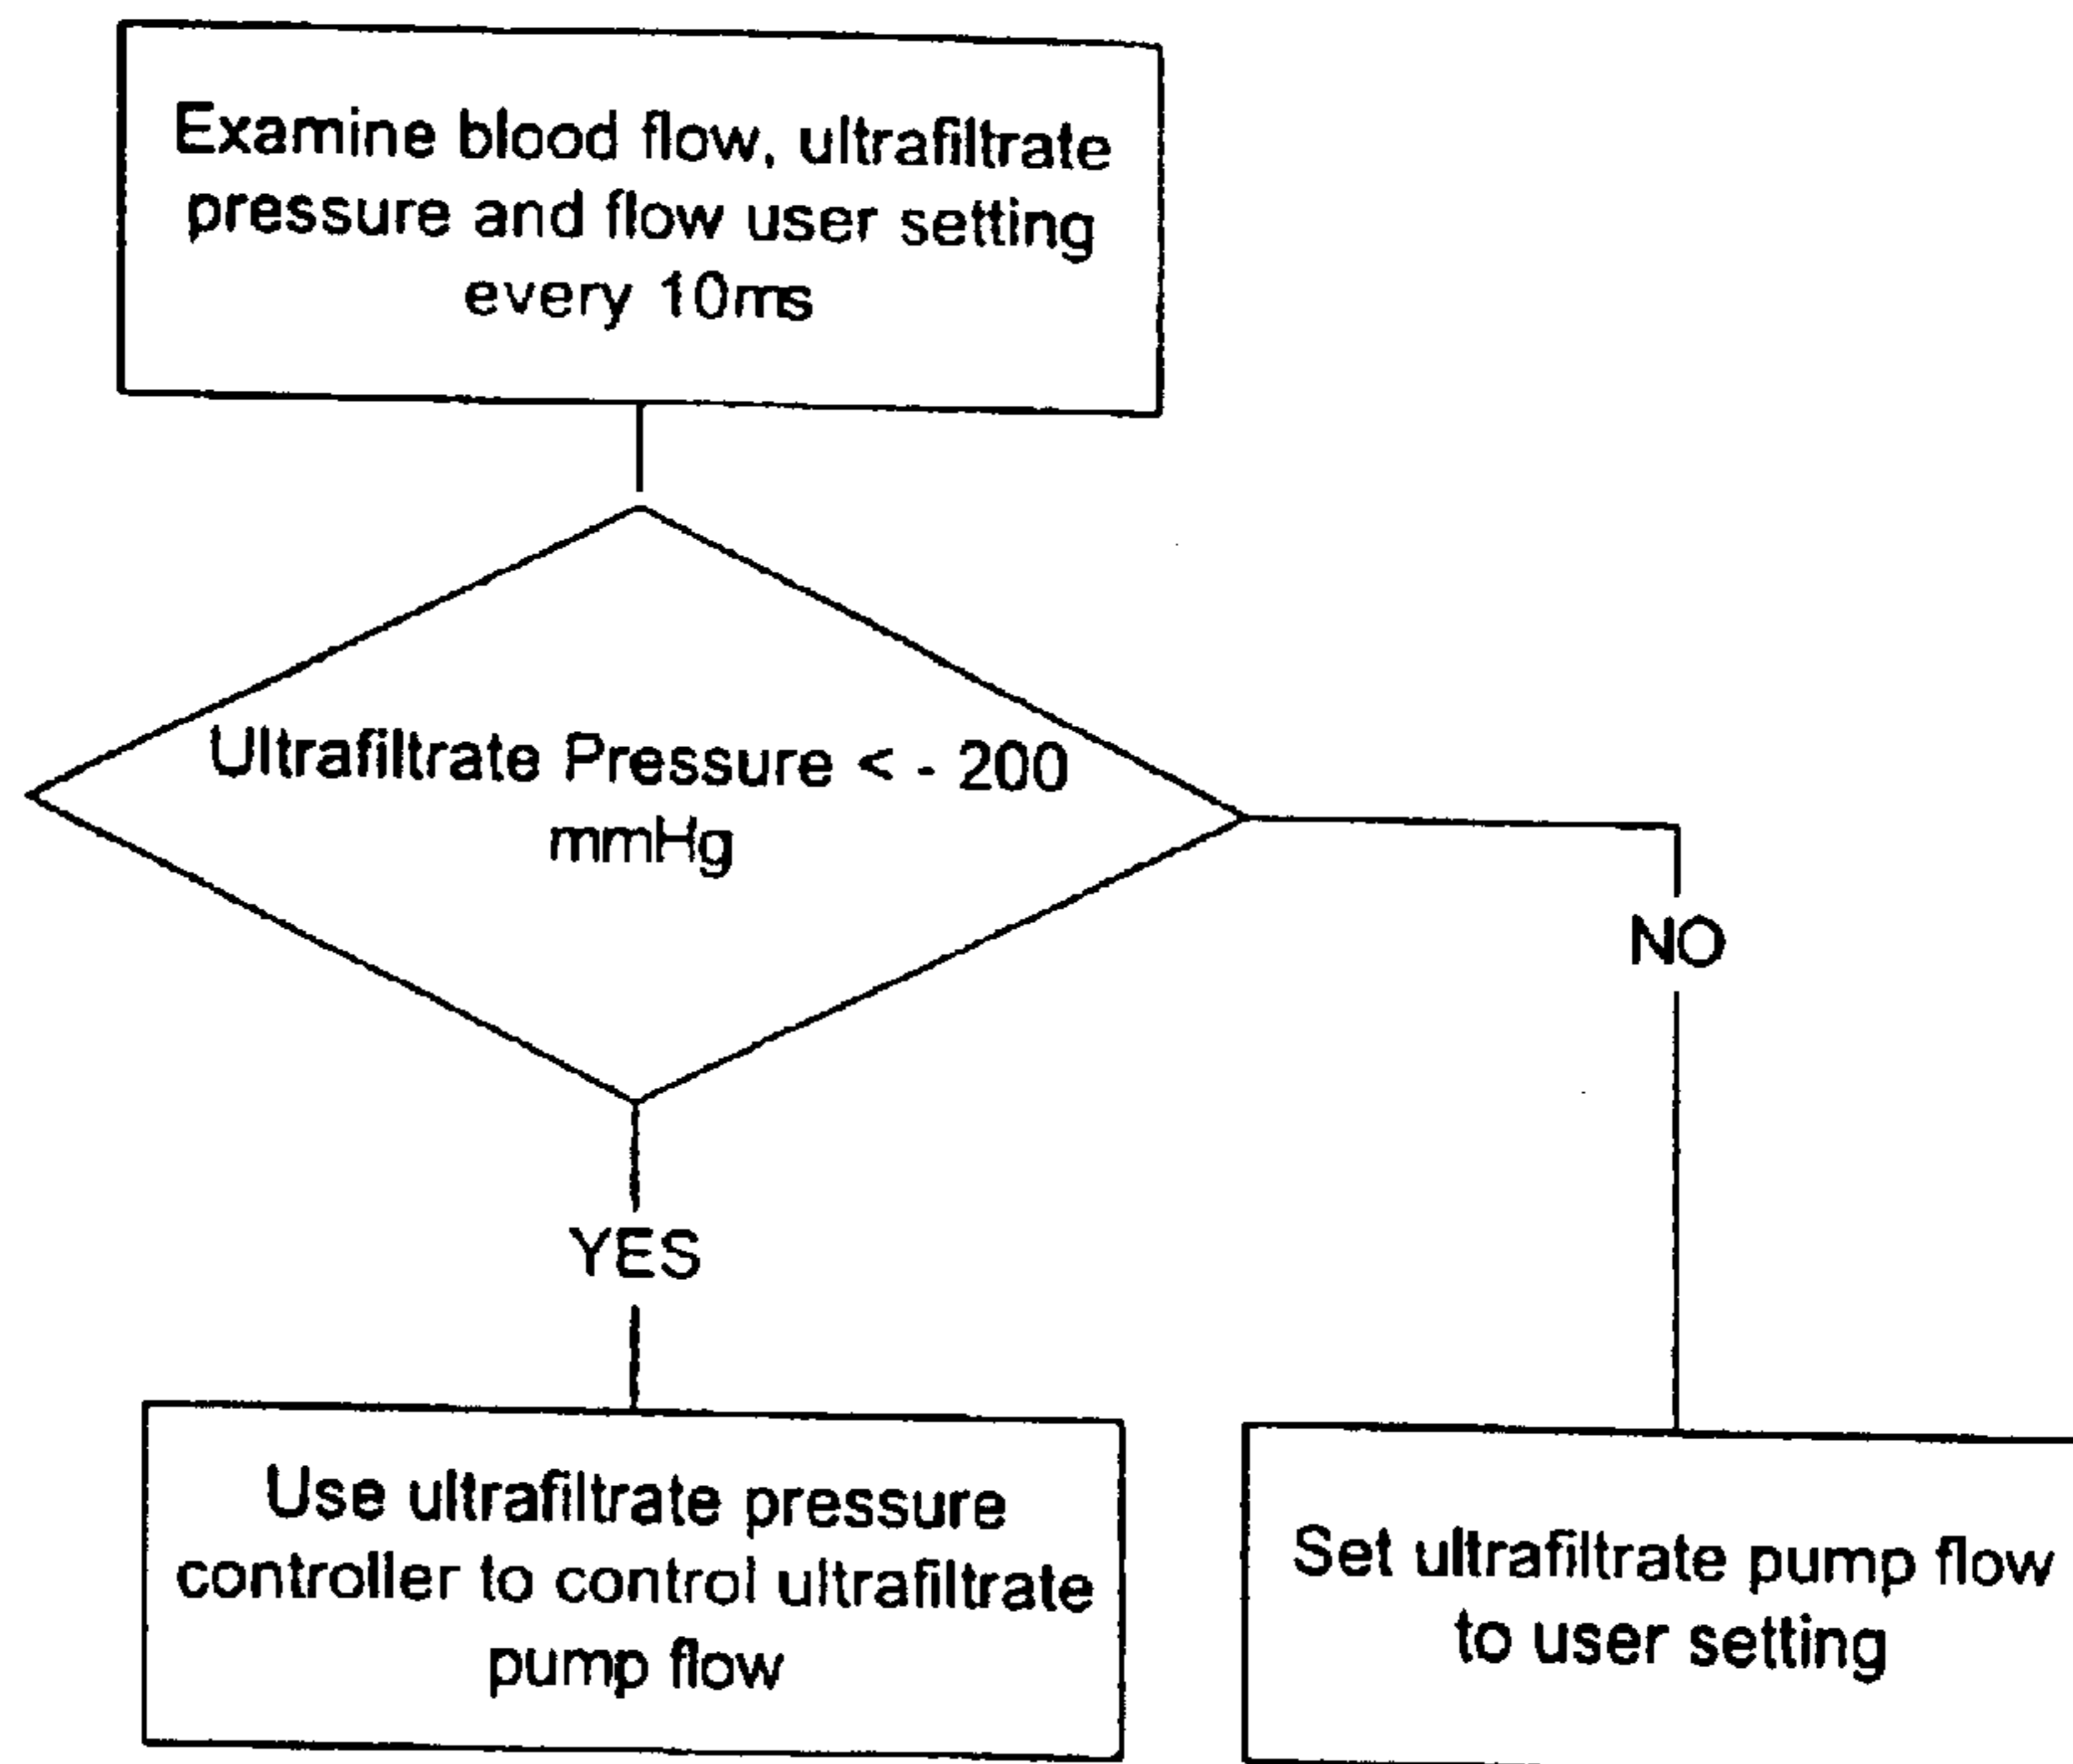 Examine blood flow, ultrafiltrate
pressure and flow user setting
every 10ms
Ultrafiltrate Pressure < - 200
mmHg
NO
YES
Use ultrafiltrate pressure
controller to control ultrafiltrate
pump flow
Set ultrafiltrate pump flow
to user setting